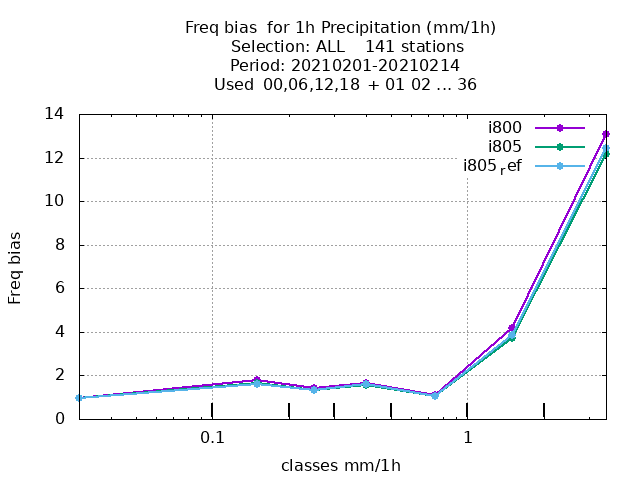 Freq bias  for 1h Precipitation (mm/1h)
Selection: ALL    141 stations
Period: 20210201-20210214
Used  00,06,12,18  + 01 02 ... 36
14
12
10
8
6
4
2
0
Freq bias
i800
i805
i805ref
0.1
1
classes mm/1h